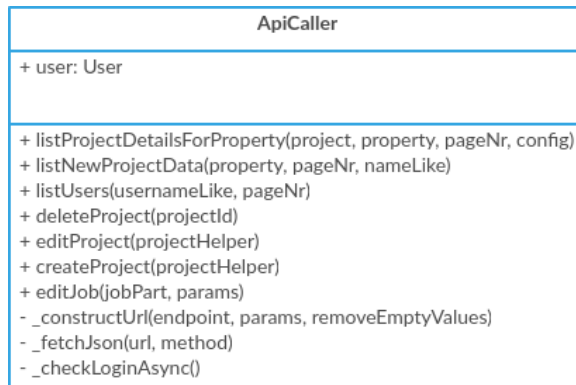 ApiCaller
+ user: User
+ listProjectDetailsForProperty(project, property, pageNr, config)
+ listNewProjectData(property, pageNr, nameLike)
+ listUsers(usernameLike, pageNr)
+ deleteProject(projectId)
+ editProject(projectHelper)
+ createProject(projectHelper)
+ editJob(jobPart, params)
- _constructUrl(endpoint, params, removeEmptyValues)
- _fetchJson(url, method)
- _checkLoginAsync()